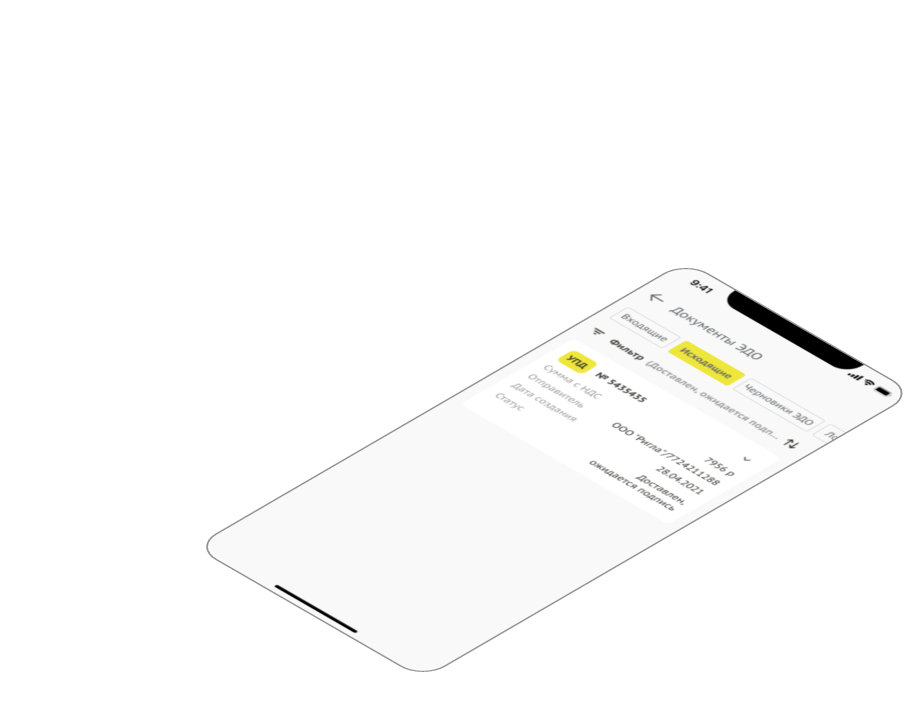 9:41
Документы ЭДО
Входящие
Исходящие
Черновики ЭДО
Фильтр (Доставлен, ожидается подп...
УПД № 5435435
Сумма с НДС 7956 р
Отправитель ООО "Ригла"/7724211288
Дата создания 28.04.2021
Статус Доставлен,
ожидается подпись